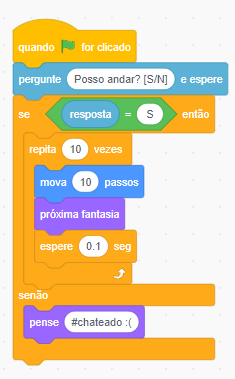 quando for clicado
pergunte Posso andar? [S/N] e espere
se resposta = S então
repita 10 vezes
mova 10 passos
próxima fantasia
espere 0.1 seg
senão
pense #chateado :(